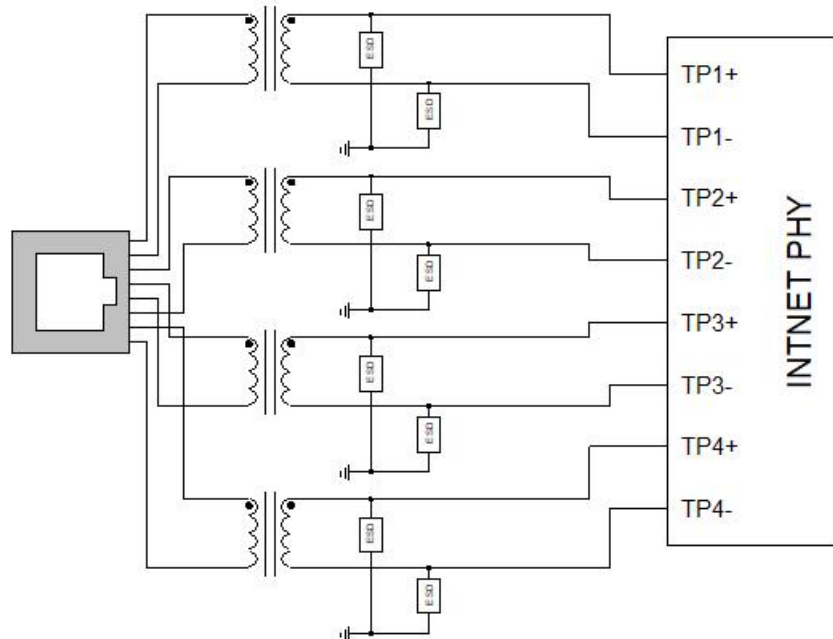 ESD
ESD
TP1+
TP1-
ESD
ESD
TP2+
TP2-
INTNET PHY
ESD
ESD
TP3+
TP3-
ESD
ESD
TP4+
TP4-